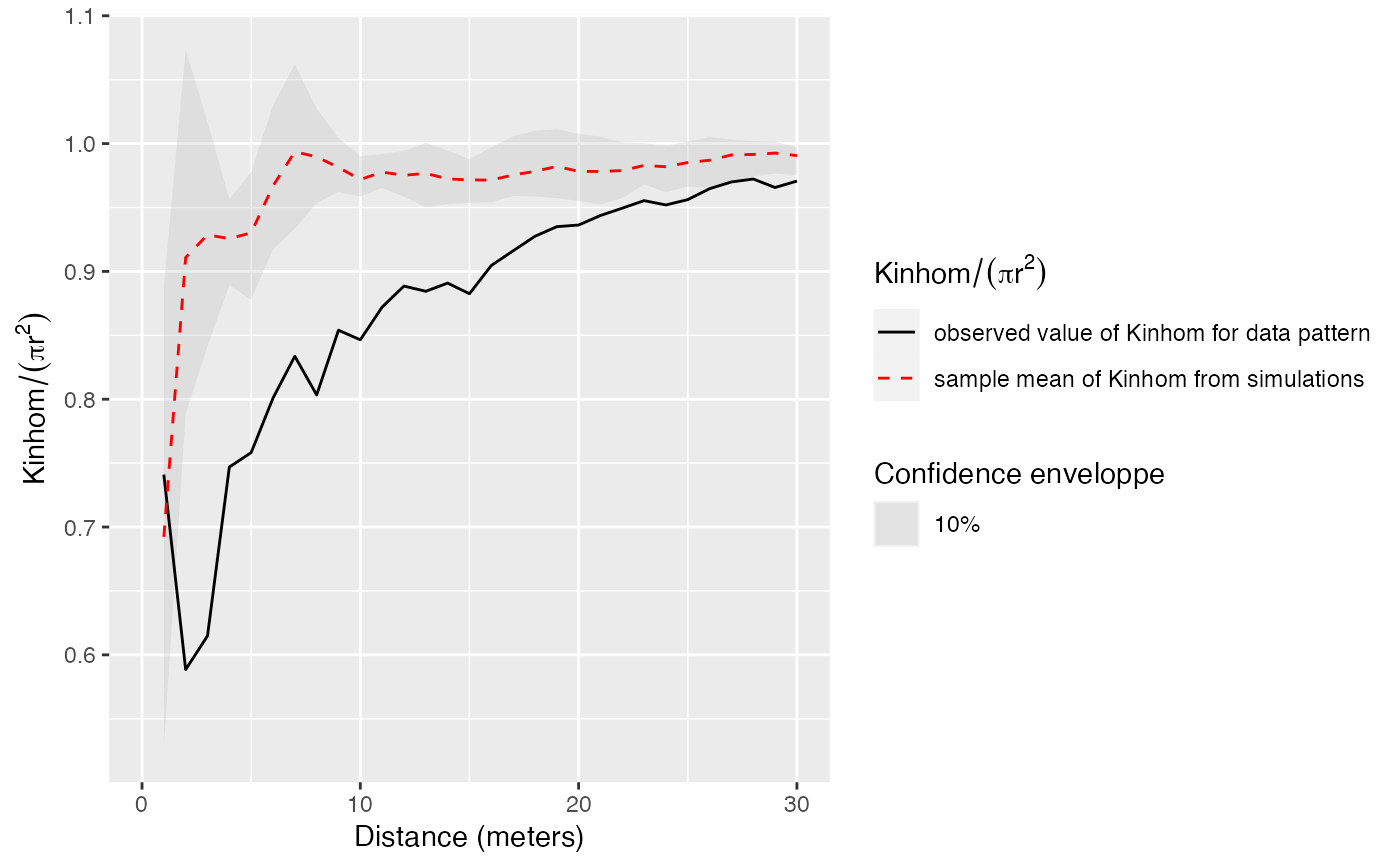 1.1
1.0
0.9
0.8
0.7
0.6
Kinhom/(πr²)
0 10 20 30
Distance (meters)
Kinhom/(πr²)
observed value of Kinhom for data pattern
sample mean of Kinhom from simulations
Confidence enveloppe
10%